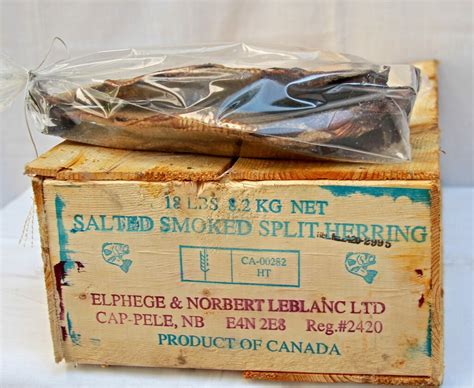 18 LBS 8.2 KG NET
SALTED SMOKED SPLIT HERRING
CA-00282
HT
ELPHEGE & NORBERT LEBLANC LTD
CAP-PELE, NB E4N 2E8 Reg.#2420
PRODUCT OF CANADA